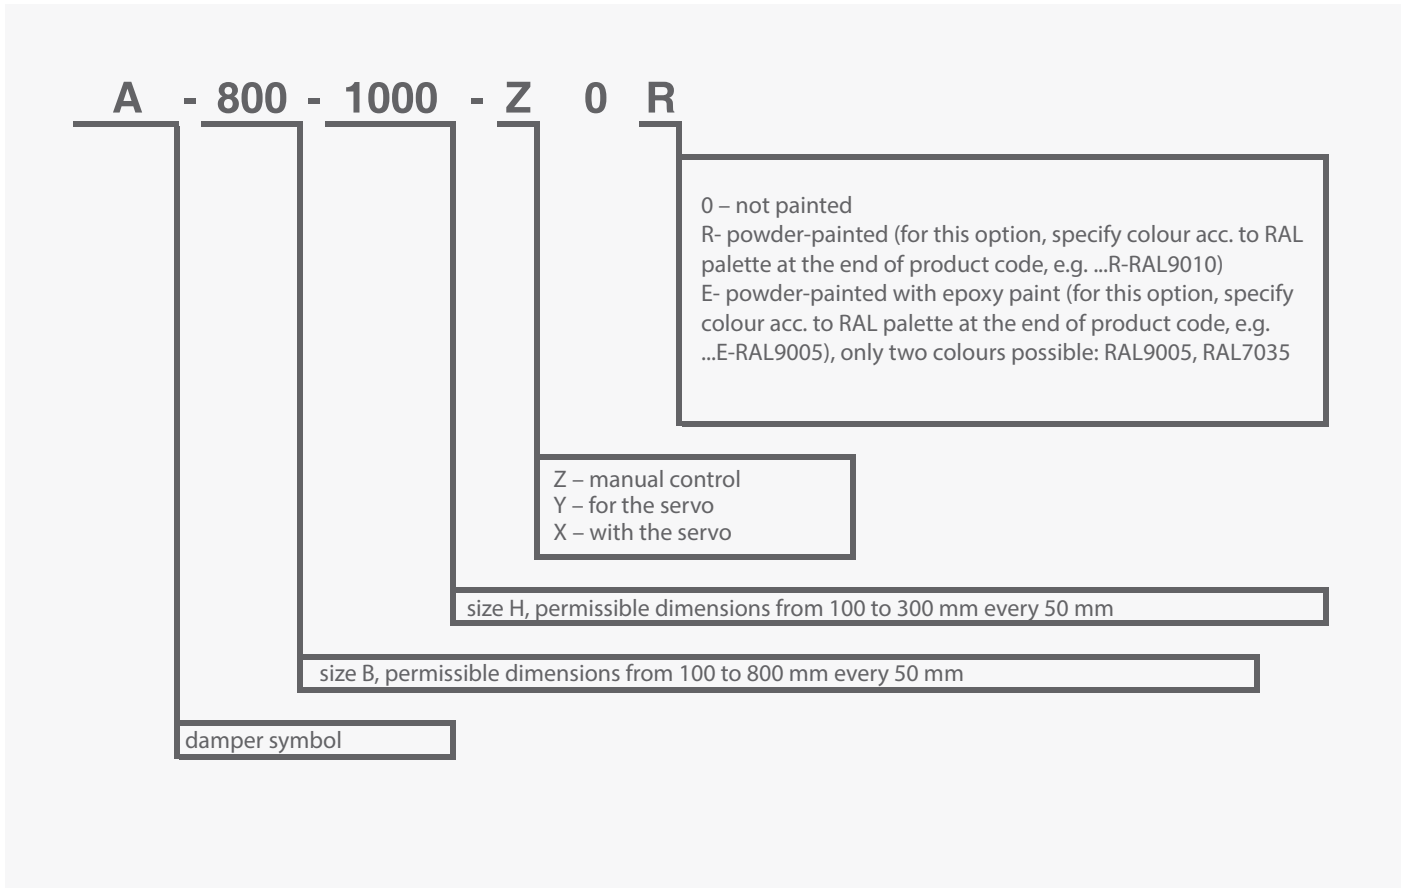 A - 800 - 1000 - Z 0 R
0 – not painted
R- powder-painted (for this option, specify colour acc. to RAL
palette at the end of product code, e.g. ...R-RAL9010)
E- powder-painted with epoxy paint (for this option, specify
colour acc. to RAL palette at the end of product code, e.g.
...E-RAL9005), only two colours possible: RAL9005, RAL7035
Z – manual control
Y – for the servo
X – with the servo
size H, permissible dimensions from 100 to 300 mm every 50 mm
size B, permissible dimensions from 100 to 800 mm every 50 mm
damper symbol